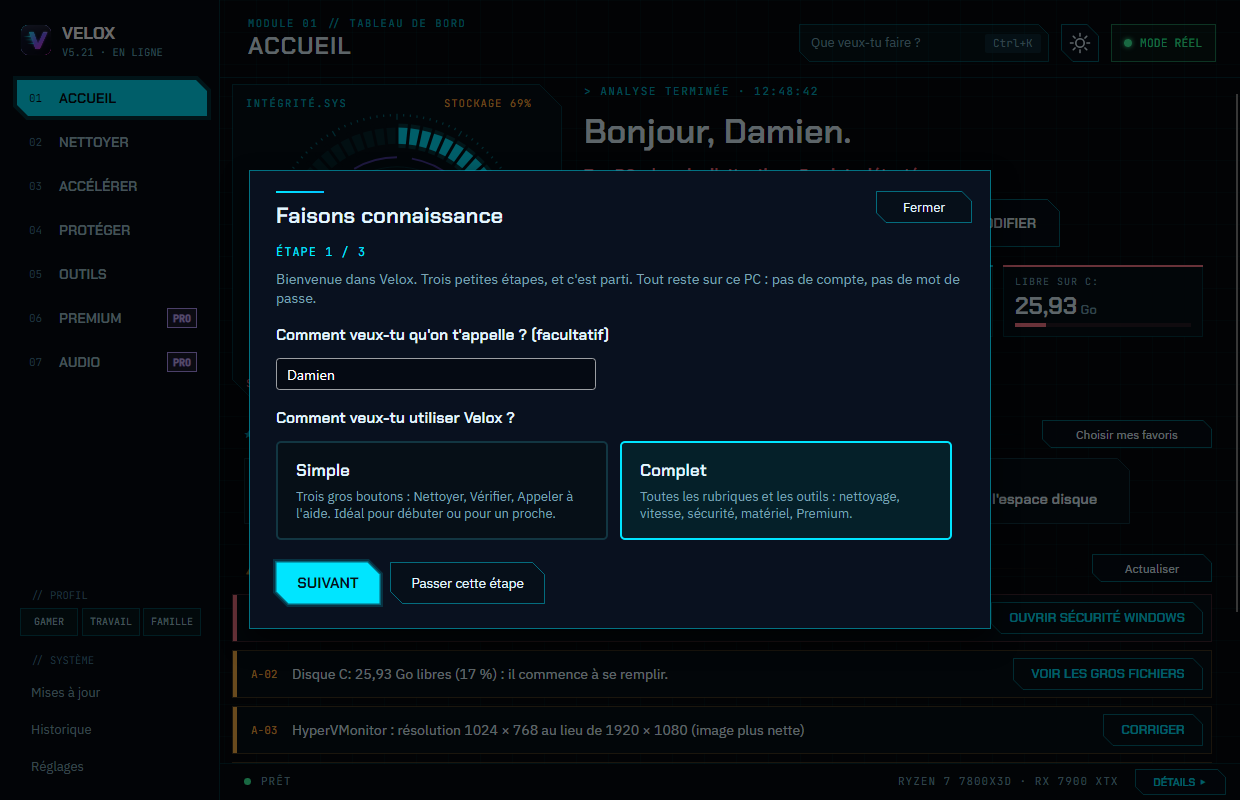 VELOX
V5.21 · EN LIGNE
01 ACCUEIL
02 NETTOYER
03 ACCÉLÉRER
04 PROTÉGER
05 OUTILS
06 PREMIUM PRO
07 AUDIO PRO
// PROFIL
GAMER TRAVAIL FAMILLE
// SYSTÈME
Mises à jour
Historique
Réglages
MODULE 01 // TABLEAU DE BORD
ACCUEIL
Que veux-tu faire ? Ctrl+K
MODE RÉEL
INTÉGRITÉ.SYS STOCKAGE 69%
> ANALYSE TERMINÉE · 12:48:42
Bonjour, Damien.
Faisons connaissance
Fermer
ÉTAPE 1 / 3
Bienvenue dans Velox. Trois petites étapes, et c'est parti. Tout reste sur ce PC : pas de compte, pas de mot de
passe.
Comment veux-tu qu'on t'appelle ? (facultatif)
Damien
Comment veux-tu utiliser Velox ?
Simple
Trois gros boutons : Nettoyer, Vérifier, Appeler à
l'aide. Idéal pour débuter ou pour un proche.
Complet
Toutes les rubriques et les outils : nettoyage,
vitesse, sécurité, matériel, Premium.
SUIVANT
Passer cette étape
DIFIER
LIBRE SUR C:
25,93 Go
Choisir mes favoris
l'espace disque
Actualiser
OUVRIR SÉCURITÉ WINDOWS
A-02 Disque C: 25,93 Go libres (17 %) : il commence à se remplir.
VOIR LES GROS FICHIERS
A-03 HyperVMonitor : résolution 1024 × 768 au lieu de 1920 × 1080 (image plus nette)
CORRIGER
PRÊT
RYZEN 7 7800X3D · RX 7900 XTX
DÉTAILS ▸